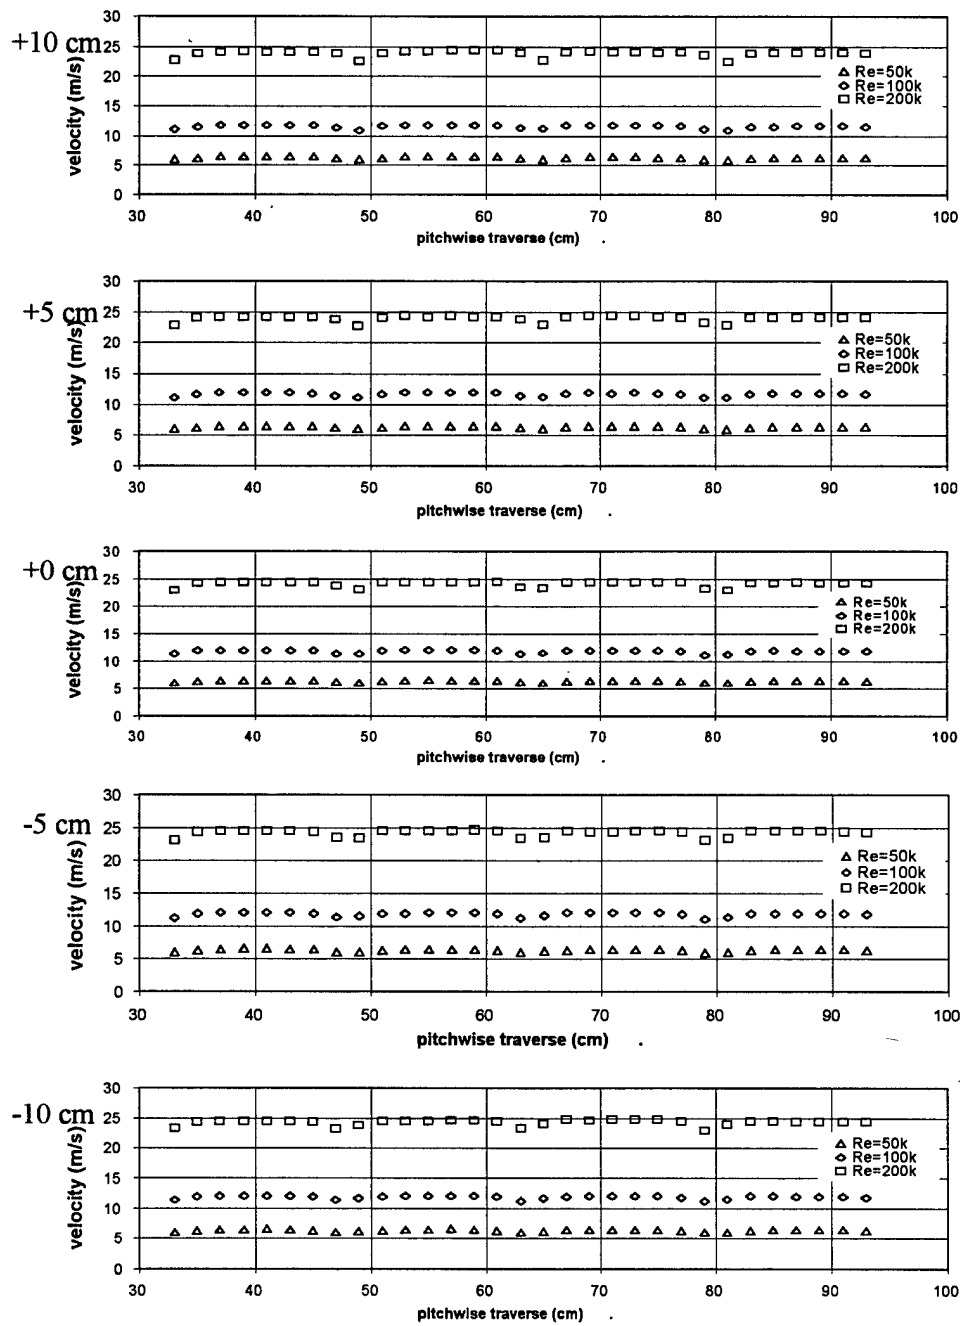 +10 cm
velocity (m/s)
30
25
20
15
10
5
0
Re=50k
Re=100k
Re=200k
30 40 50 60 70 80 90 100
pitchwise traverse (cm)
+5 cm
velocity (m/s)
30
25
20
15
10
5
0
Re=50k
Re=100k
Re=200k
30 40 50 60 70 80 90 100
pitchwise traverse (cm)
+0 cm
velocity (m/s)
30
25
20
15
10
5
0
Re=50k
Re=100k
Re=200k
30 40 50 60 70 80 90 100
pitchwise traverse (cm)
-5 cm
velocity (m/s)
30
25
20
15
10
5
0
Re=50k
Re=100k
Re=200k
30 40 50 60 70 80 90 100
pitchwise traverse (cm)
-10 cm
velocity (m/s)
30
25
20
15
10
5
0
Re=50k
Re=100k
Re=200k
30 40 50 60 70 80 90 100
pitchwise traverse (cm)